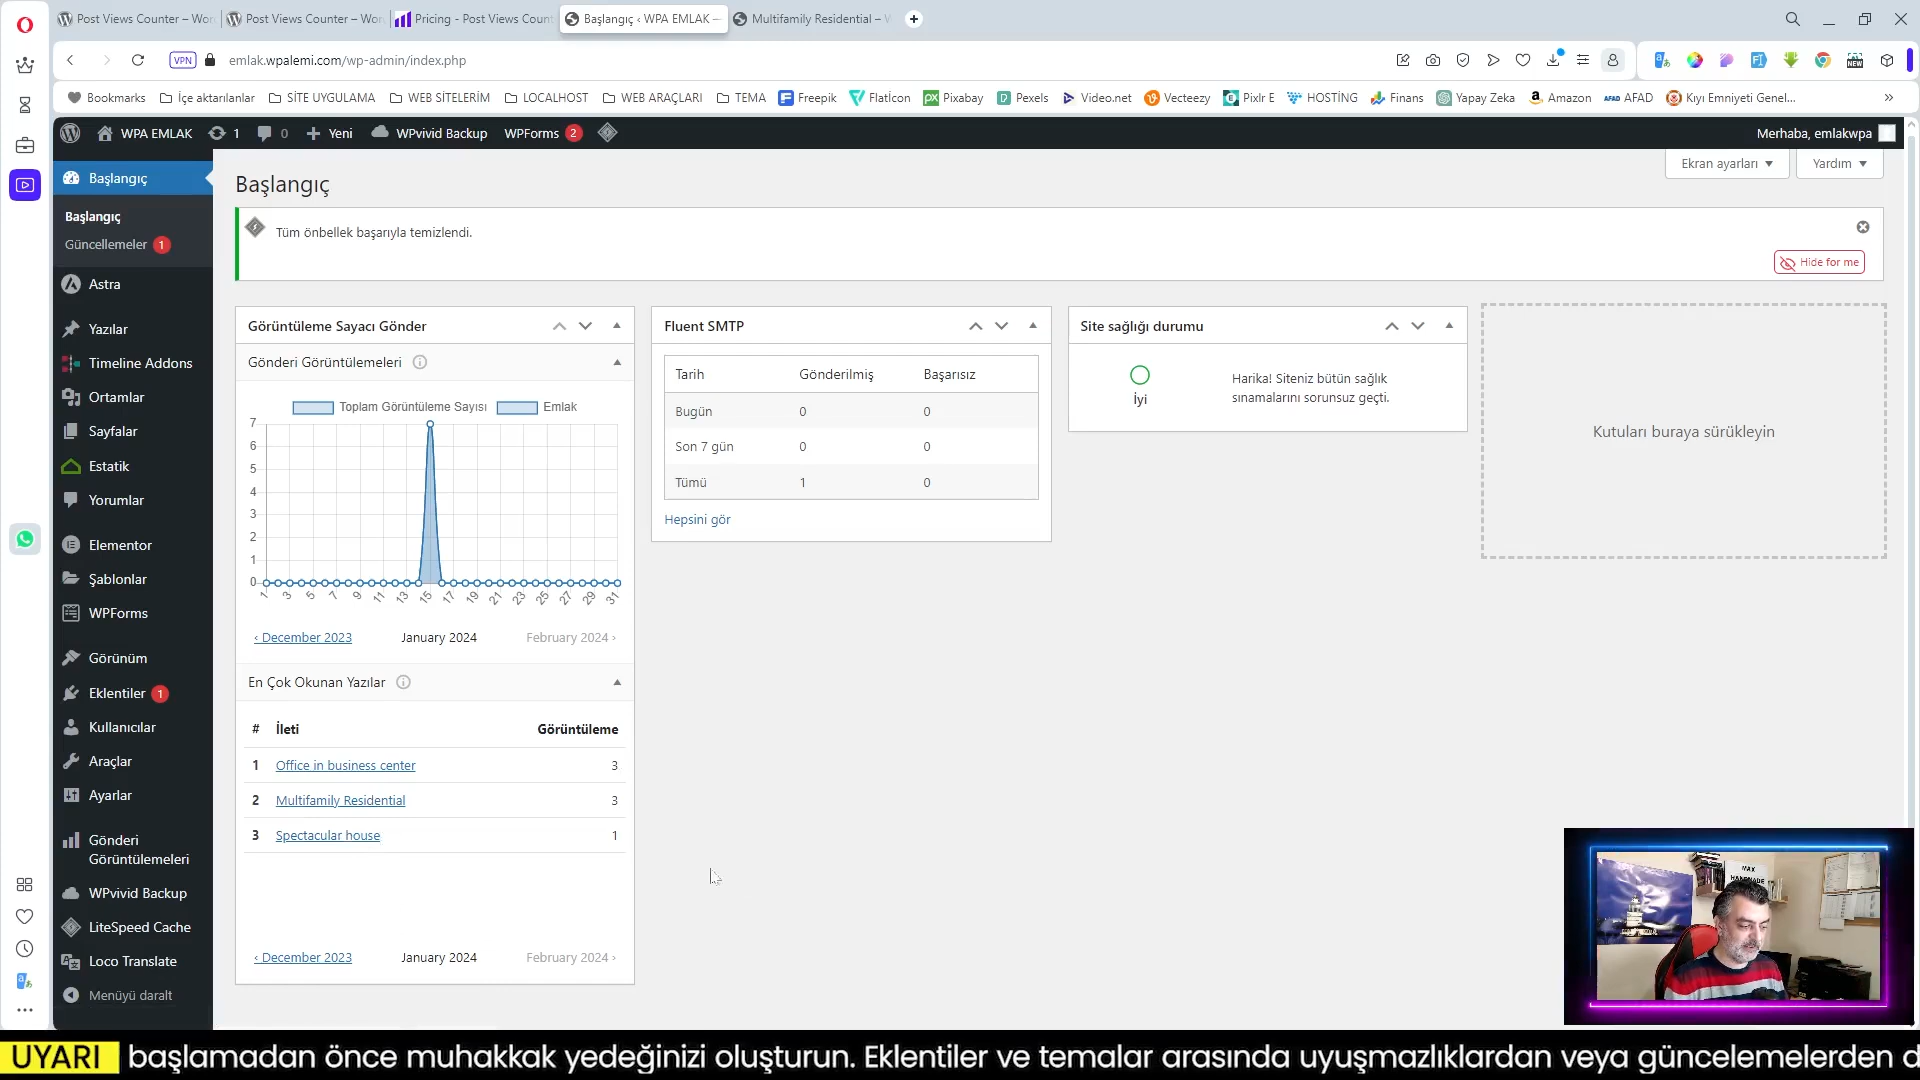 Post Views Counter – Wor
Post Views Counter – Wor
Pricing - Post Views Count
Başlangıç ‹ WPA EMLAK —
Multifamily Residential – W
VPN
emlak.wpalemi.com/wp-admin/index.php
Bookmarks
İçe aktarılanlar
SİTE UYGULAMA
WEB SİTELERİM
LOCALHOST
WEB ARAÇLARI
TEMA
Freepik
Flatİcon
Pixabay
Pexels
Video.net
Vecteezy
Pixlr E
HOSTİNG
Finans
Yapay Zeka
Amazon
AFAD
Kıyı Emniyeti Genel...
WPA EMLAK
1
0
Yeni
WPvivid Backup
WPForms 2
Merhaba, emlakwpa
Başlangıç
Başlangıç
Güncellemeler 1
Astra
Yazılar
Timeline Addons
Ortamlar
Sayfalar
Estatik
Yorumlar
Elementor
Şablonlar
WPForms
Görünüm
Eklentiler 1
Kullanıcılar
Araçlar
Ayarlar
Gönderi
Görüntülemeleri
WPvivid Backup
LiteSpeed Cache
Loco Translate
Menüyü daralt
Ekran ayarları
Yardım
Başlangıç
Tüm önbellek başarıyla temizlendi.
Hide for me
Görüntüleme Sayacı Gönder
Gönderi Görüntülemeleri
Toplam Görüntüleme Sayısı
Emlak
7
6
5
4
3
2
1
0
1 3 5 7 9 11 13 15 17 19 21 23 25 27 29 31
‹ December 2023
January 2024
February 2024 ›
En Çok Okunan Yazılar
# İleti Görüntüleme
1 Office in business center 3
2 Multifamily Residential 3
3 Spectacular house 1
‹ December 2023
January 2024
February 2024 ›
Fluent SMTP
Tarih Gönderilmiş Başarısız
Bugün 0 0
Son 7 gün 0 0
Tümü 1 0
Hepsini gör
Site sağlığı durumu
İyi
Harika! Siteniz bütün sağlık
sınamalarını sorunsuz geçti.
Kutuları buraya sürükleyin
UYARI başlamadan önce muhakkak yedeğinizi oluşturun. Eklentiler ve temalar arasında uyuşmazlıklardan veya güncelemelerden d